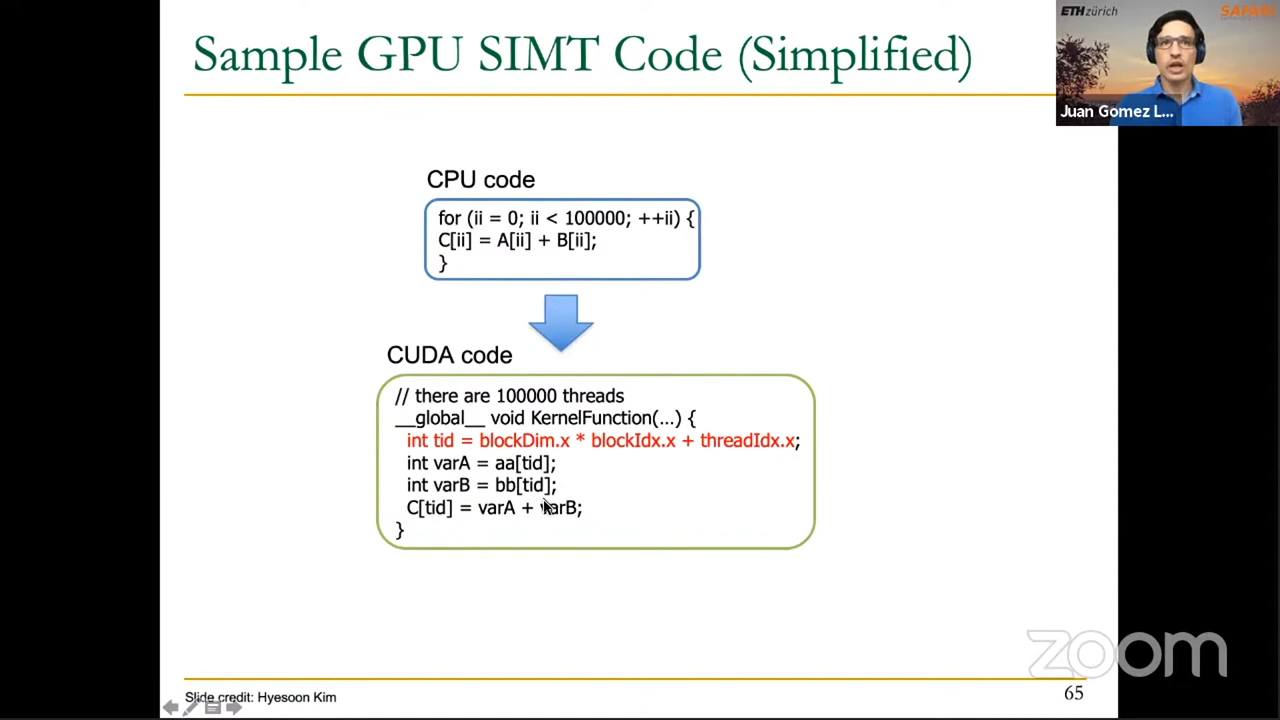 Sample GPU SIMT Code (Simplified)
ETH zürich
SAFARI
Juan Gomez L...
CPU code
for (ii = 0; ii < 100000; ++ii) {
C[ii] = A[ii] + B[ii];
}
CUDA code
// there are 100000 threads
__global__ void KernelFunction(...) {
int tid = blockDim.x * blockIdx.x + threadIdx.x;
int varA = aa[tid];
int varB = bb[tid];
C[tid] = varA + varB;
}
zoom
Slide credit: Hyesoon Kim
65